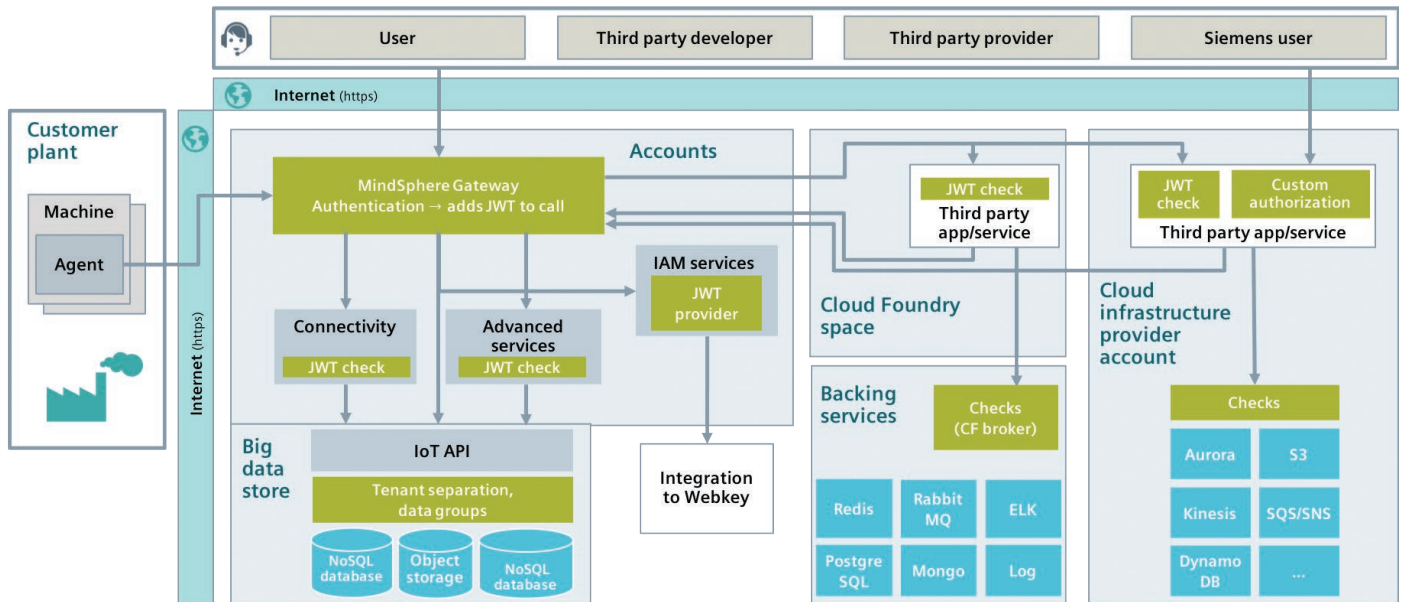 User
Third party developer
Third party provider
Siemens user
Internet (https)
Customer
plant
Machine
Agent
Internet (https)
Accounts
MindSphere Gateway
Authentication → adds JWT to call
IAM services
JWT
provider
Connectivity
JWT check
Advanced
services
JWT check
Big
data
store
IoT API
Tenant separation,
data groups
NoSQL
database
Object
storage
NoSQL
database
Integration
to Webkey
JWT check
Third party
app/service
Cloud Foundry
space
Backing
services
Checks
(CF broker)
Redis
Rabbit
MQ
ELK
Postgre
SQL
Mongo
Log
JWT
check
Custom
authorization
Third party app/service
Cloud
infrastructure
provider
account
Checks
Aurora
S3
Kinesis
SQS/SNS
Dynamo
DB
...